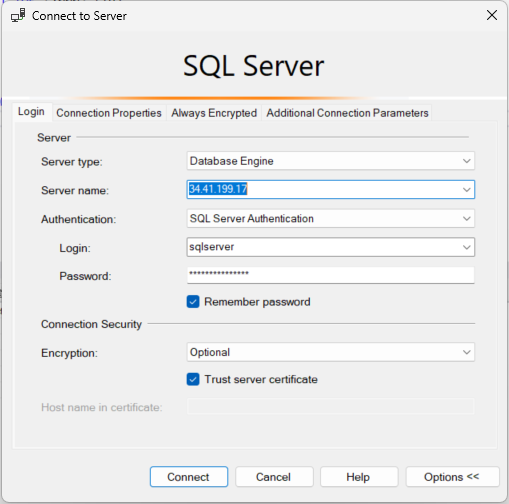 Connect to Server
SQL Server
Login Connection Properties Always Encrypted Additional Connection Parameters
Server
Server type: Database Engine
Server name: 34.41.199.17
Authentication: SQL Server Authentication
Login: sqlserver
Password: ***************
Remember password
Connection Security
Encryption: Optional
Trust server certificate
Host name in certificate:
Connect Cancel Help Options <<